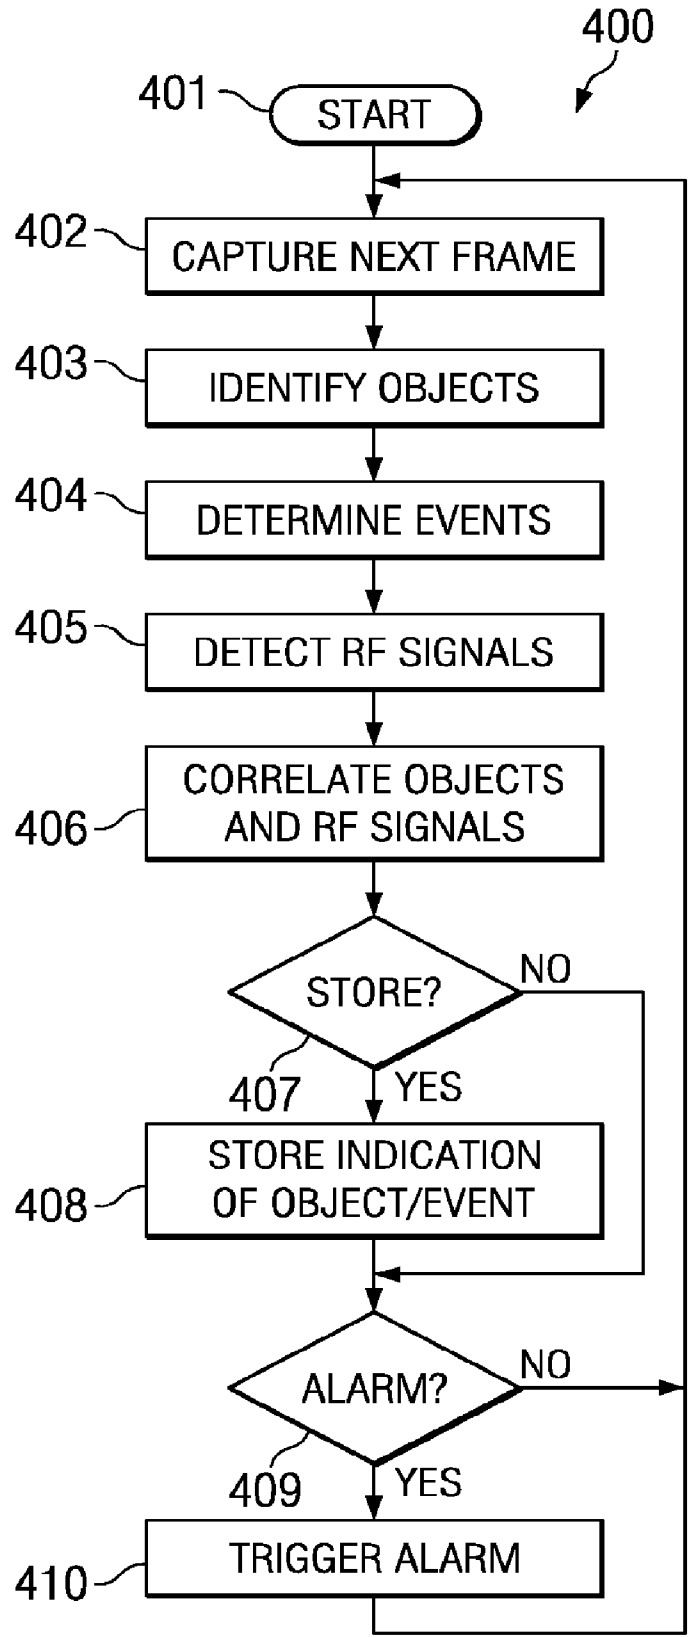 400
401
START
402
CAPTURE NEXT FRAME
403
IDENTIFY OBJECTS
404
DETERMINE EVENTS
405
DETECT RF SIGNALS
406
CORRELATE OBJECTS
AND RF SIGNALS
STORE?
NO
407
YES
408
STORE INDICATION
OF OBJECT/EVENT
ALARM?
NO
409
YES
410
TRIGGER ALARM